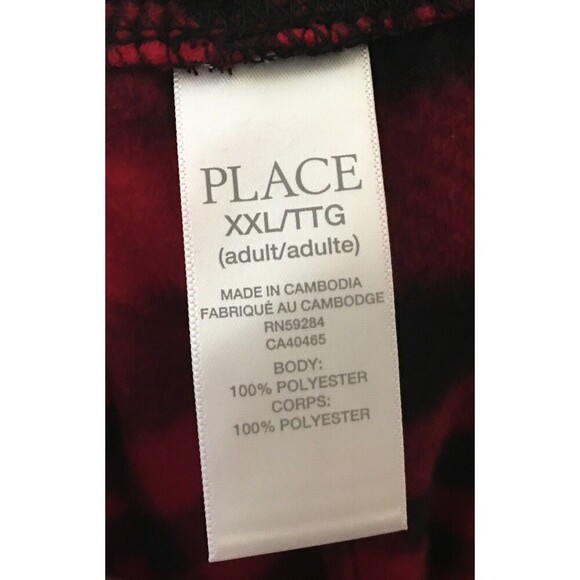 PLACE
XXL/TTG
(adult/adulte)
MADE IN CAMBODIA
FABRIQUÉ AU CAMBODGE
RN59284
CA40465
BODY:
100% POLYESTER
CORPS:
100% POLYESTER